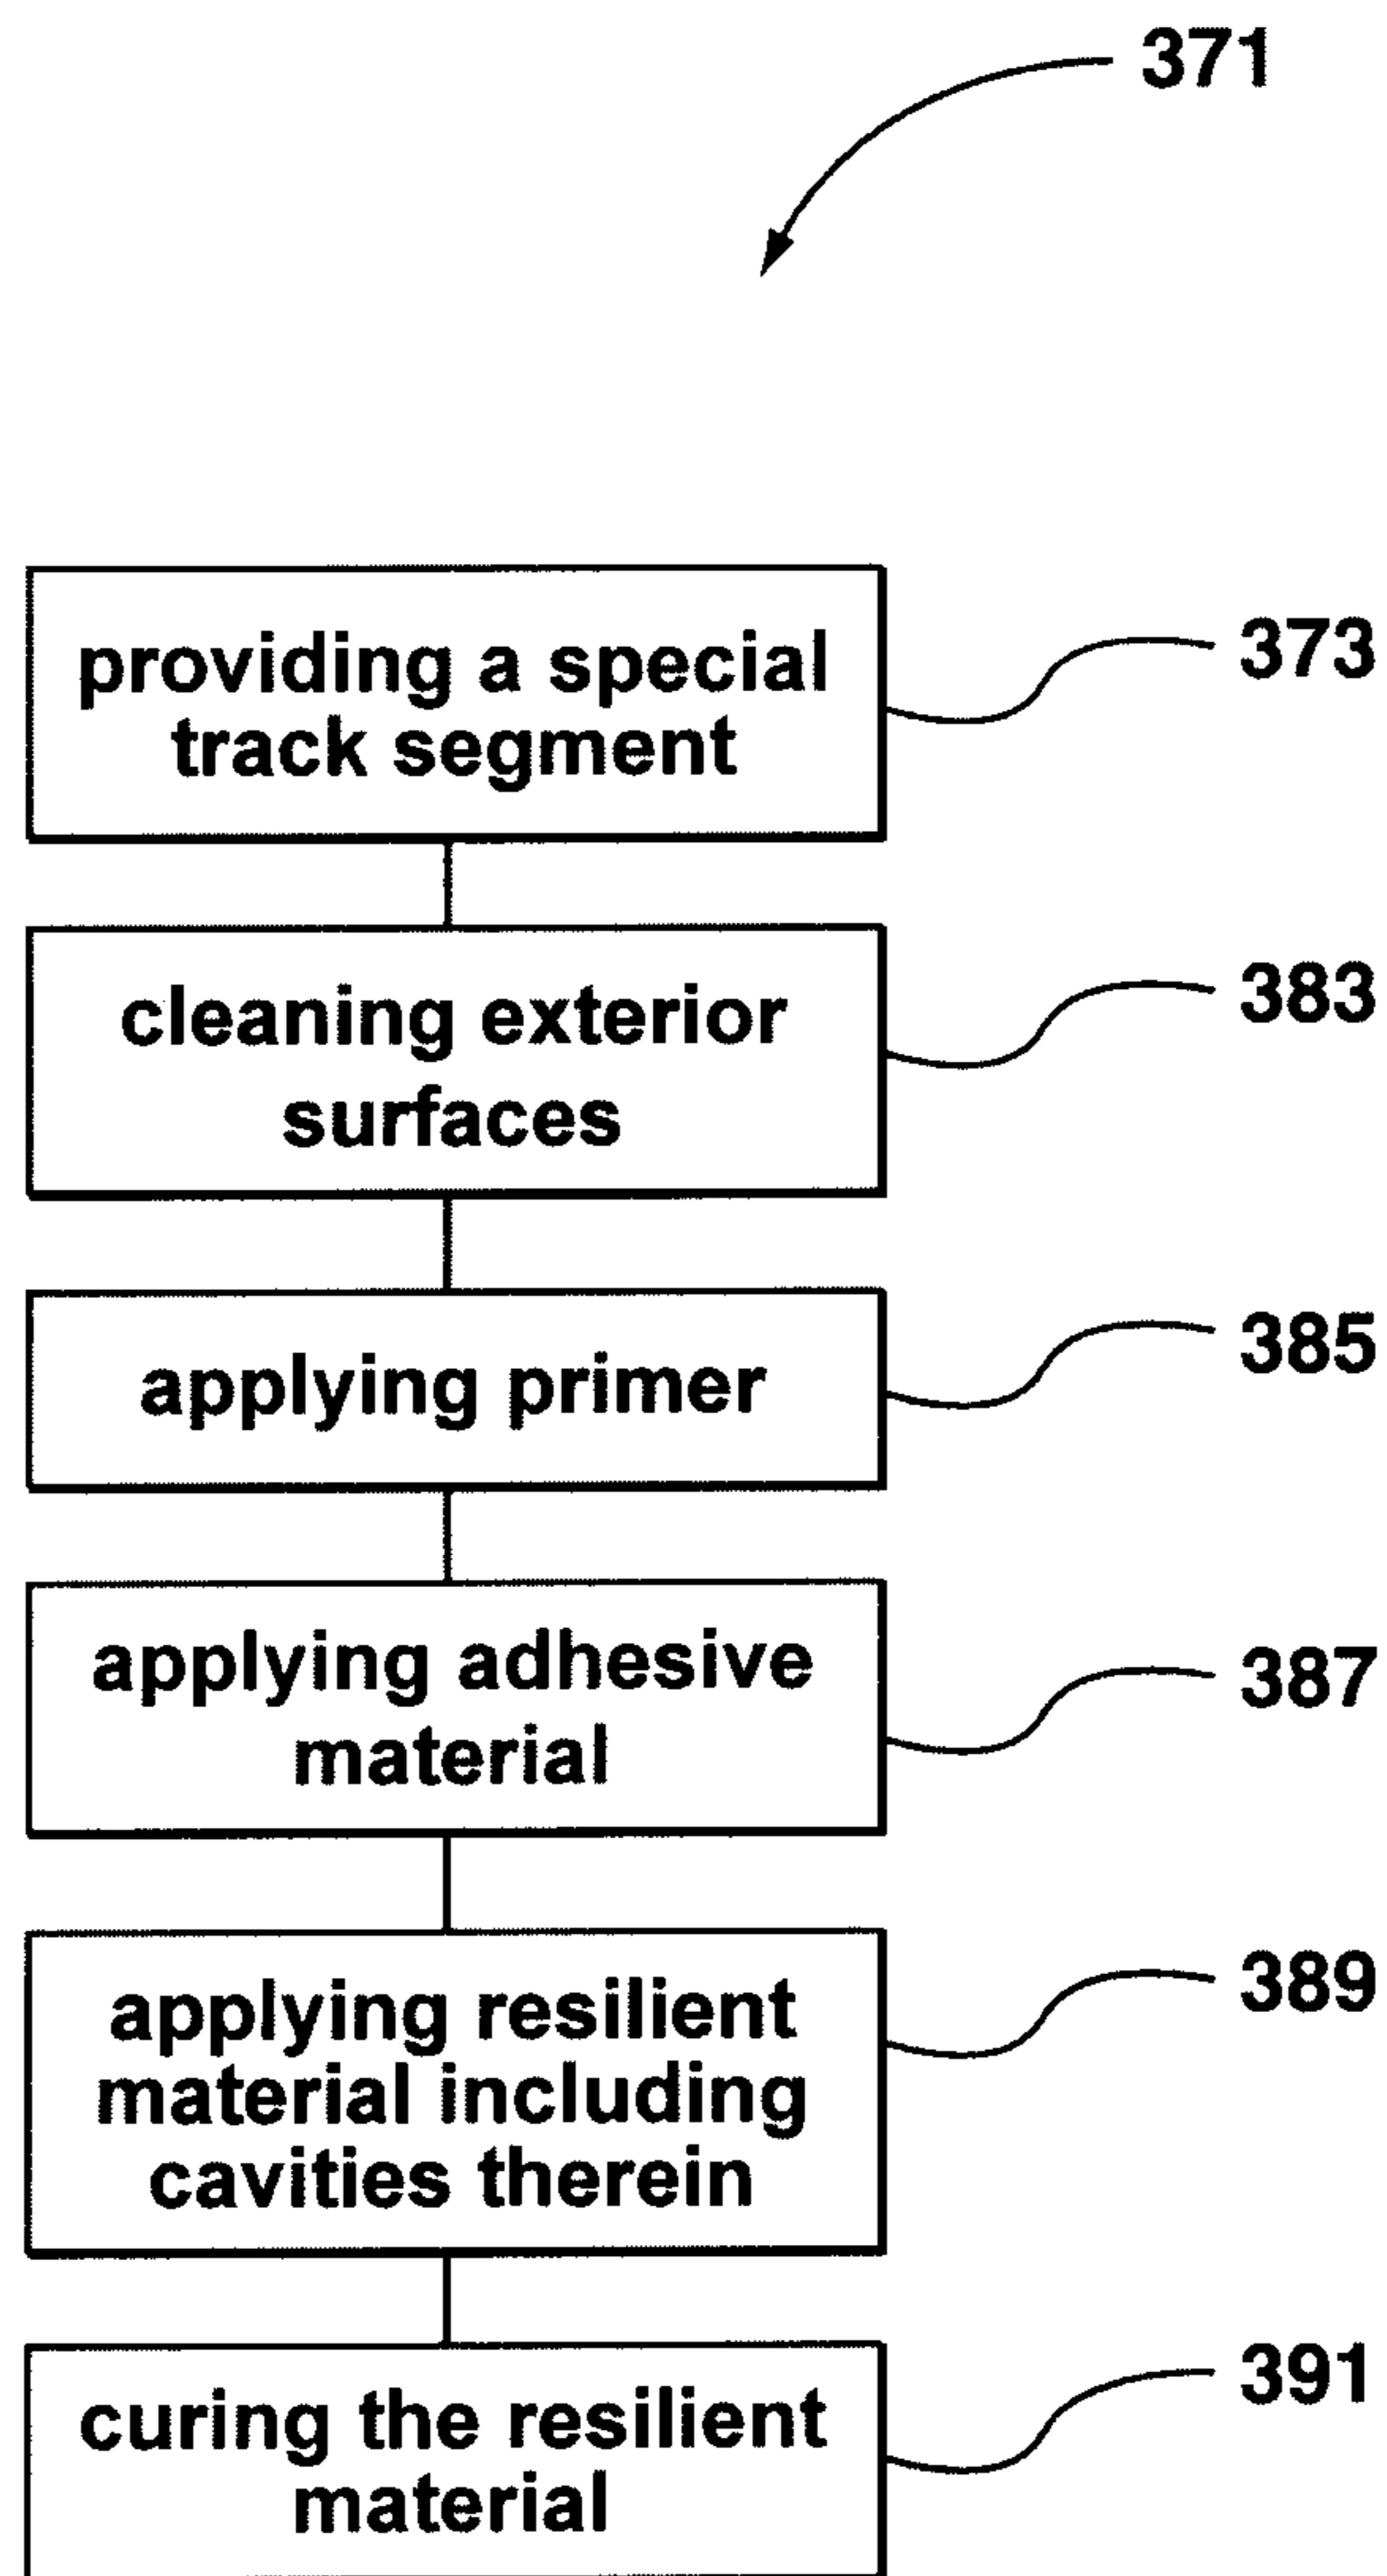 371
providing a special
track segment
373
cleaning exterior
surfaces
383
applying primer
385
applying adhesive
material
387
applying resilient
material including
cavities therein
389
curing the resilient
material
391